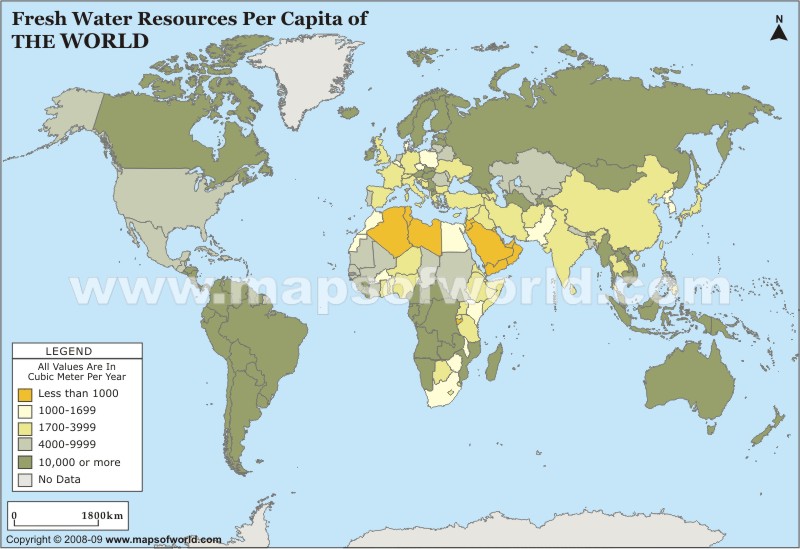 Fresh Water Resources Per Capita of
THE WORLD
N
www.mapsofworld.com
LEGEND
All Values Are In
Cubic Meter Per Year
Less than 1000
1000-1699
1700-3999
4000-9999
10,000 or more
No Data
0 1800km
Copyright © 2008-09 www.mapsofworld.com